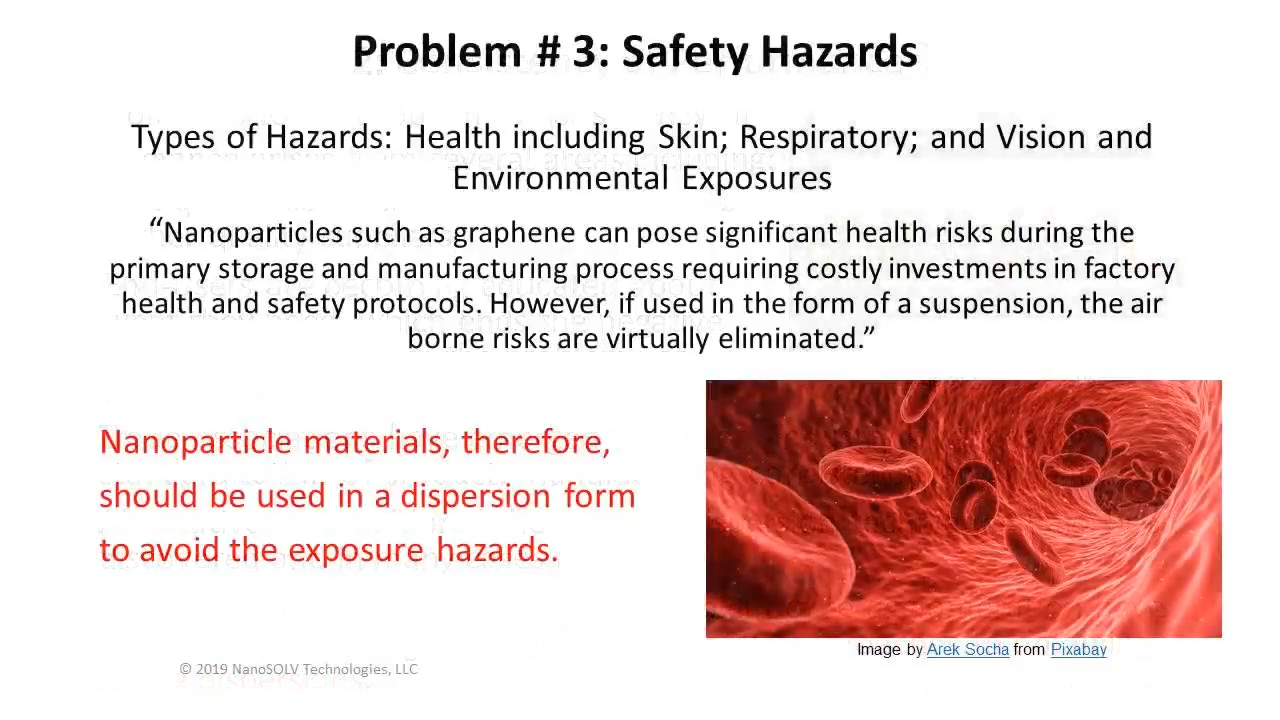 Problem # 3: Safety Hazards
Types of Hazards: Health including Skin; Respiratory; and Vision and
Environmental Exposures
“Nanoparticles such as graphene can pose significant health risks during the
primary storage and manufacturing process requiring costly investments in factory
health and safety protocols. However, if used in the form of a suspension, the air
borne risks are virtually eliminated.”
Nanoparticle materials, therefore,
should be used in a dispersion form
to avoid the exposure hazards.
Image by Arek Socha from Pixabay
© 2019 NanoSOLV Technologies, LLC